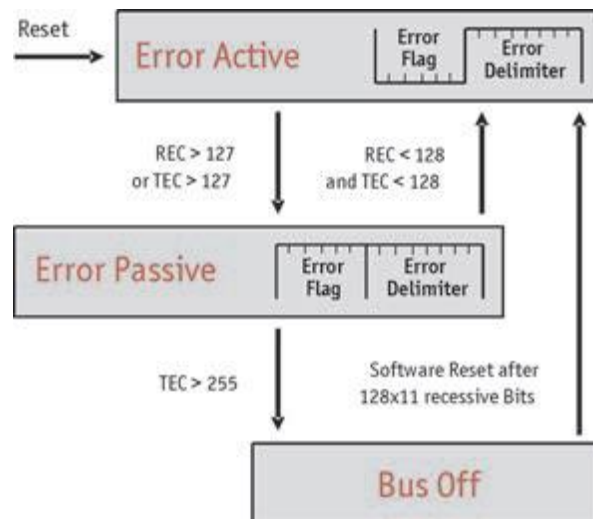 Reset
Error Active
Error
Flag
Error
Delimiter
REC > 127
or TEC > 127
REC < 128
and TEC < 128
Error Passive
Error
Flag
Error
Delimiter
TEC > 255
Software Reset after
128x11 recessive Bits
Bus Off